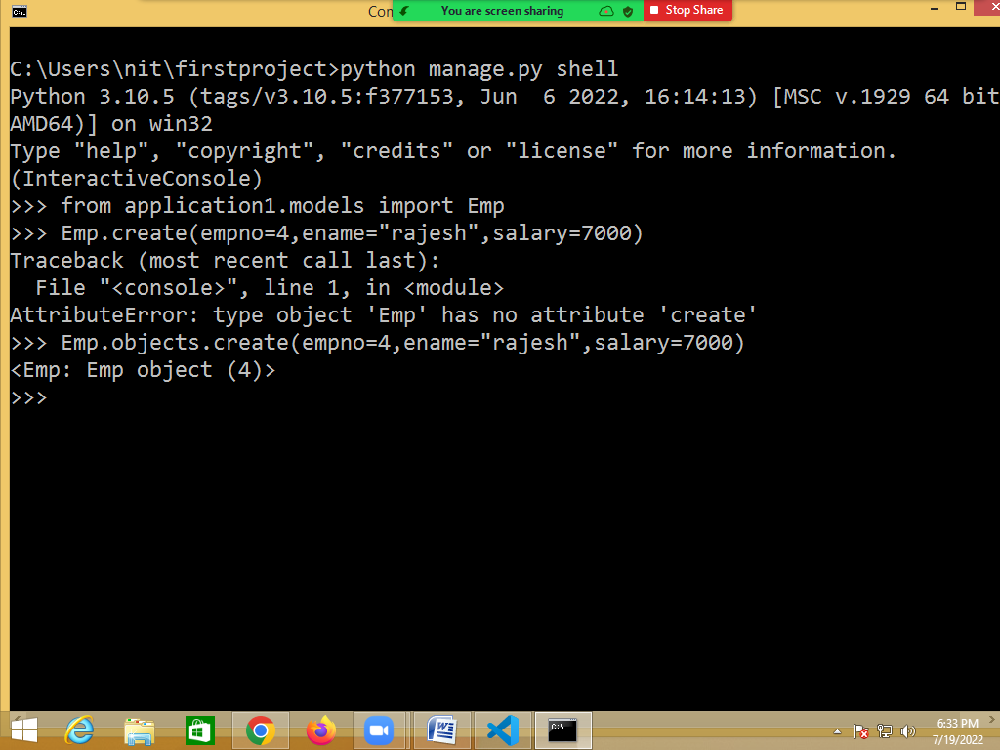 Con
You are screen sharing
Stop Share
C:\Users\nit\firstproject>python manage.py shell
Python 3.10.5 (tags/v3.10.5:f377153, Jun  6 2022, 16:14:13) [MSC v.1929 64 bit
AMD64)] on win32
Type "help", "copyright", "credits" or "license" for more information.
(InteractiveConsole)
>>> from application1.models import Emp
>>> Emp.create(empno=4,ename="rajesh",salary=7000)
Traceback (most recent call last):
  File "<console>", line 1, in <module>
AttributeError: type object 'Emp' has no attribute 'create'
>>> Emp.objects.create(empno=4,ename="rajesh",salary=7000)
<Emp: Emp object (4)>
>>>
6:33 PM
7/19/2022